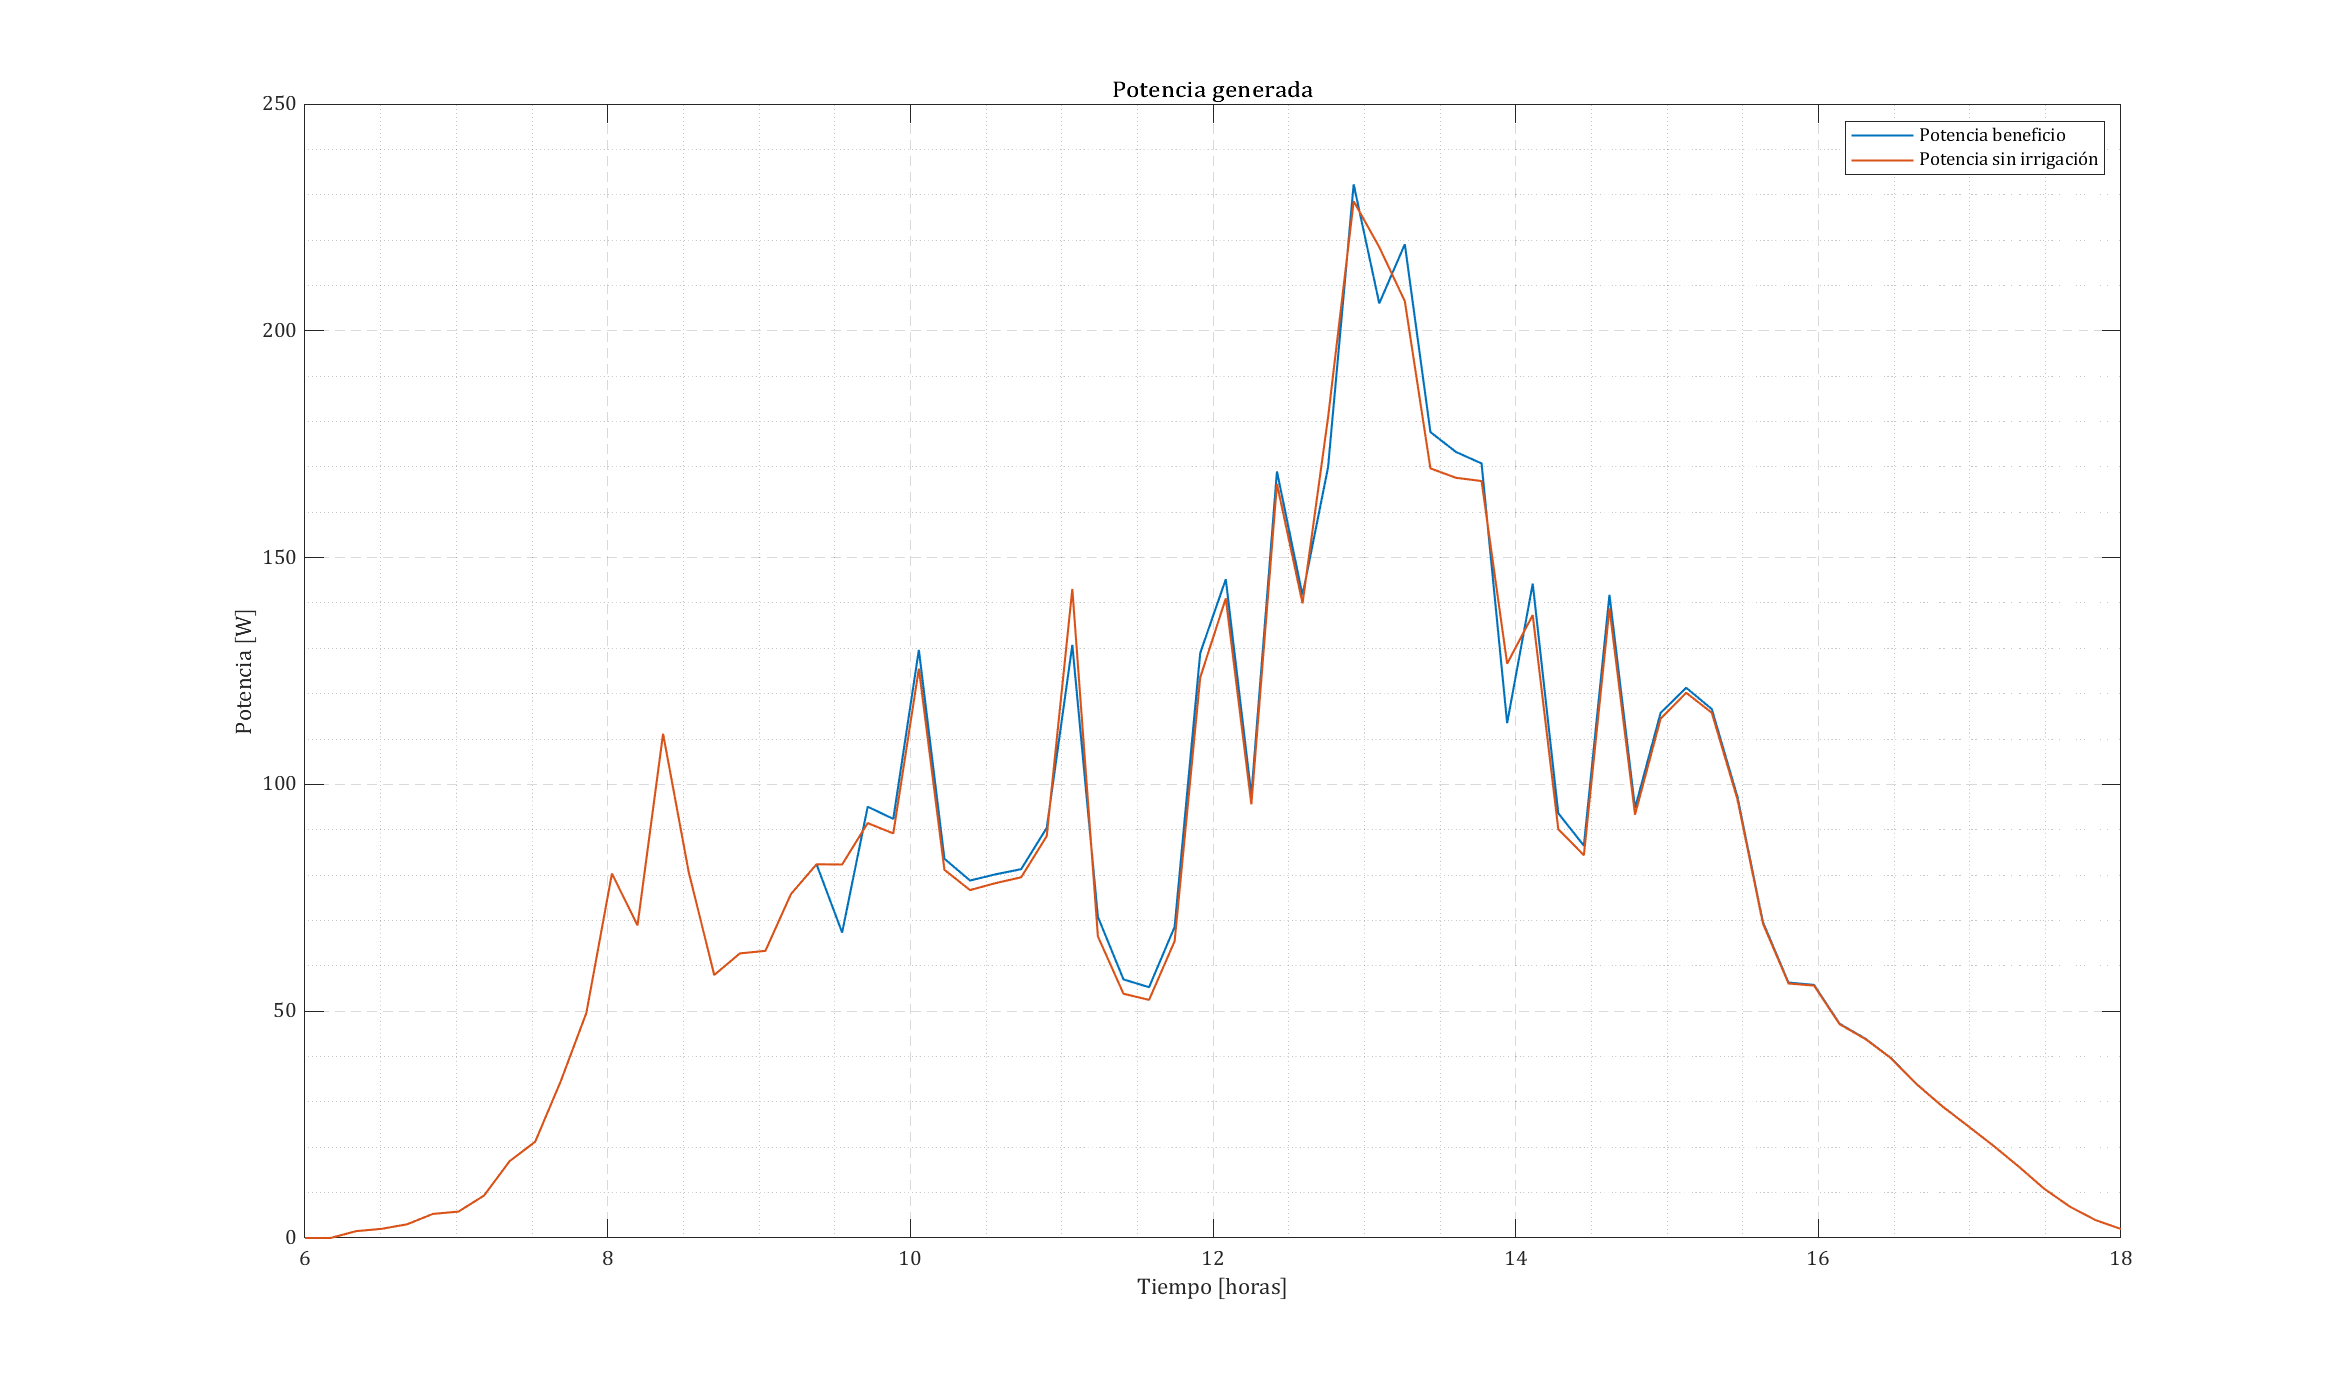 Potencia generada
250
Potencia beneficio
Potencia sin irrigación
200
150
Potencia [W]
100
50
0
6 8 10 12 14 16 18
Tiempo [horas]